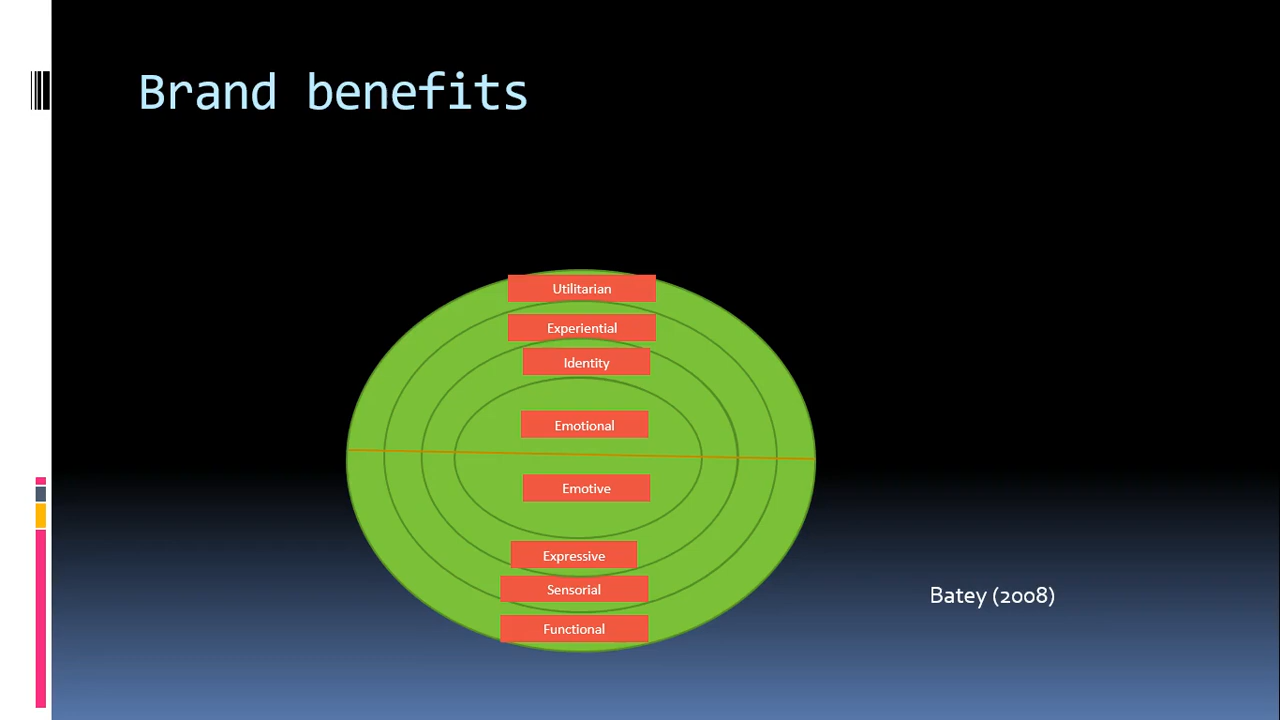 Brand benefits
Utilitarian
Experiential
Identity
Emotional
Emotive
Expressive
Sensorial
Functional
Batey (2008)